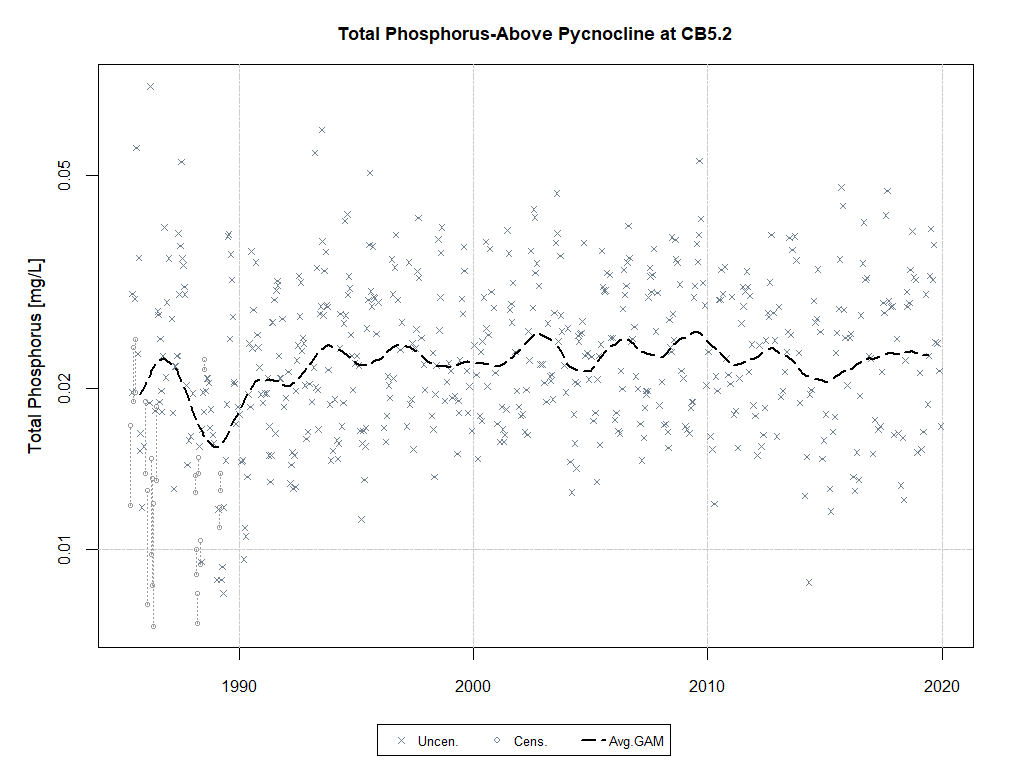 Total Phosphorus-Above Pycnocline at CB5.2
Total Phosphorus [mg/L]
0.05
0.02
0.01
1990 2000 2010 2020
Uncen. Cens. Avg.GAM